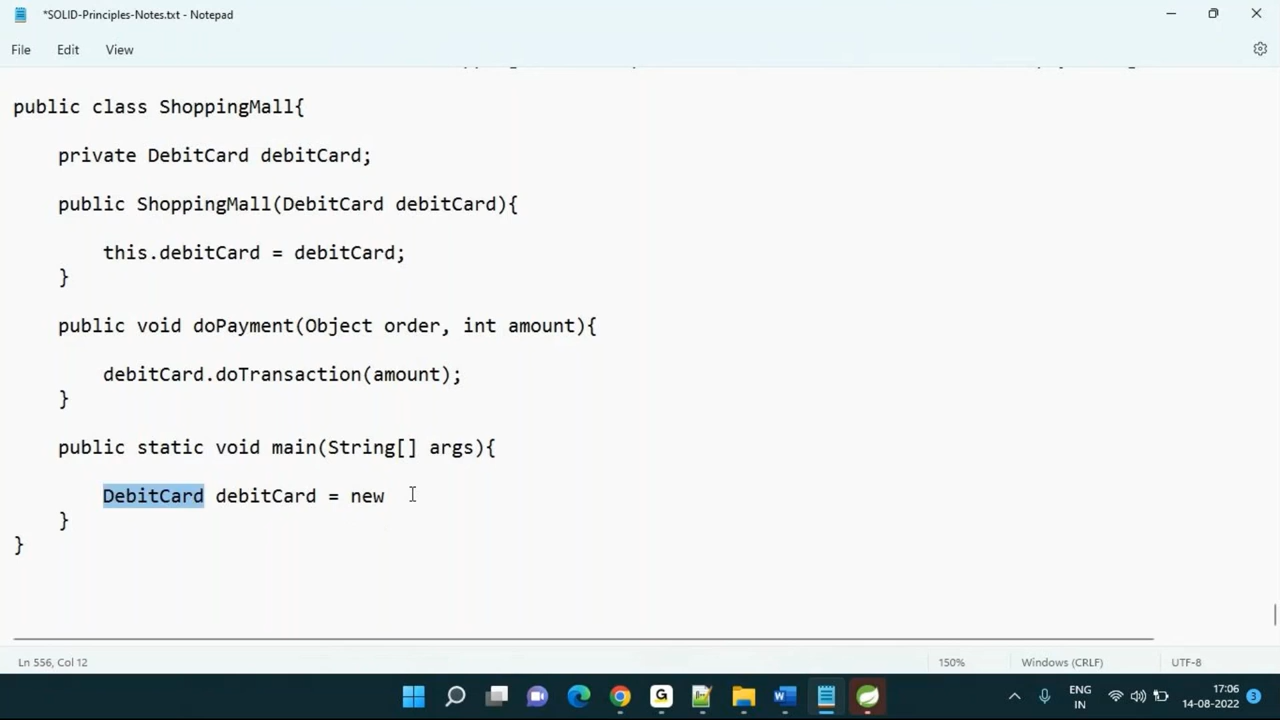 *SOLID-Principles-Notes.txt - Notepad
File Edit View
public class ShoppingMall{
private DebitCard debitCard;
public ShoppingMall(DebitCard debitCard){
this.debitCard = debitCard;
}
public void doPayment(Object order, int amount){
debitCard.doTransaction(amount);
}
public static void main(String[] args){
DebitCard debitCard = new
}
}
Ln 556, Col 12 150% Windows (CRLF) UTF-8
ENG
IN
17:06
14-08-2022
3